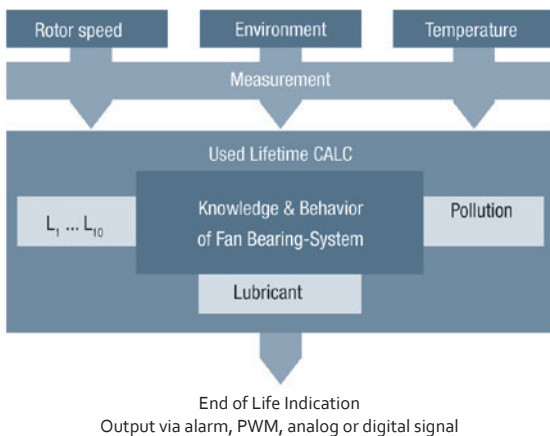 Rotor speed
Environment
Temperature
Measurement
Used Lifetime CALC
L₁ ... L₁₀
Knowledge & Behavior
of Fan Bearing-System
Pollution
Lubricant
End of Life Indication
Output via alarm, PWM, analog or digital signal